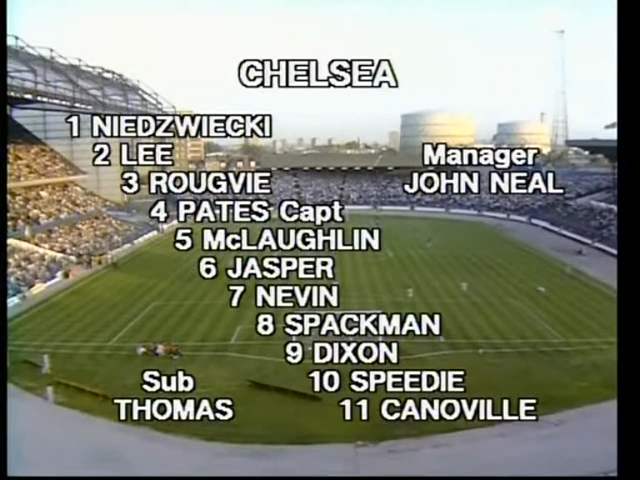 CHELSEA
1 NIEDZWIECKI
2 LEE
3 ROUGVIE
4 PATES Capt
5 McLAUGHLIN
6 JASPER
7 NEVIN
8 SPACKMAN
9 DIXON
10 SPEEDIE
11 CANOVILLE
Manager
JOHN NEAL
Sub
THOMAS